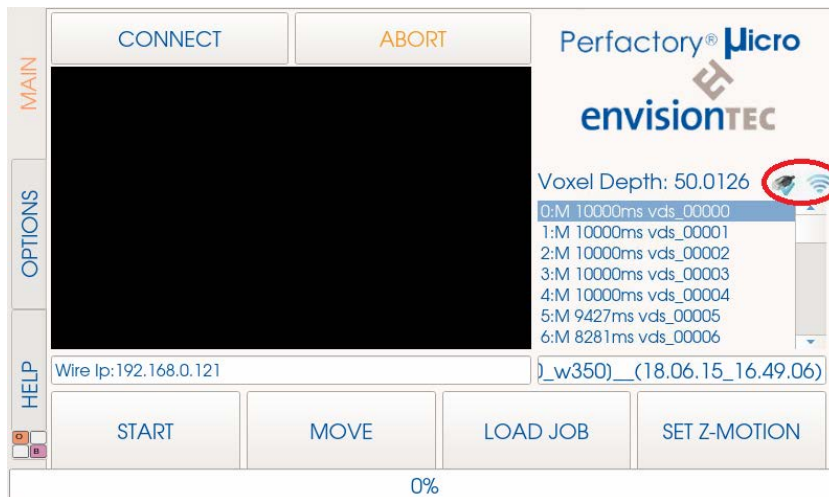 CONNECT
ABORT
Perfactory® µicro
envisionTEC
MAIN
OPTIONS
HELP
Voxel Depth: 50.0126
0:M 10000ms vds_00000
1:M 10000ms vds_00001
2:M 10000ms vds_00002
3:M 10000ms vds_00003
4:M 10000ms vds_00004
5:M 9427ms vds_00005
6:M 8281ms vds_00006
Wire Ip:192.168.0.121
_w350)__(18.06.15_16.49.06)
O
B
START
MOVE
LOAD JOB
SET Z-MOTION
0%